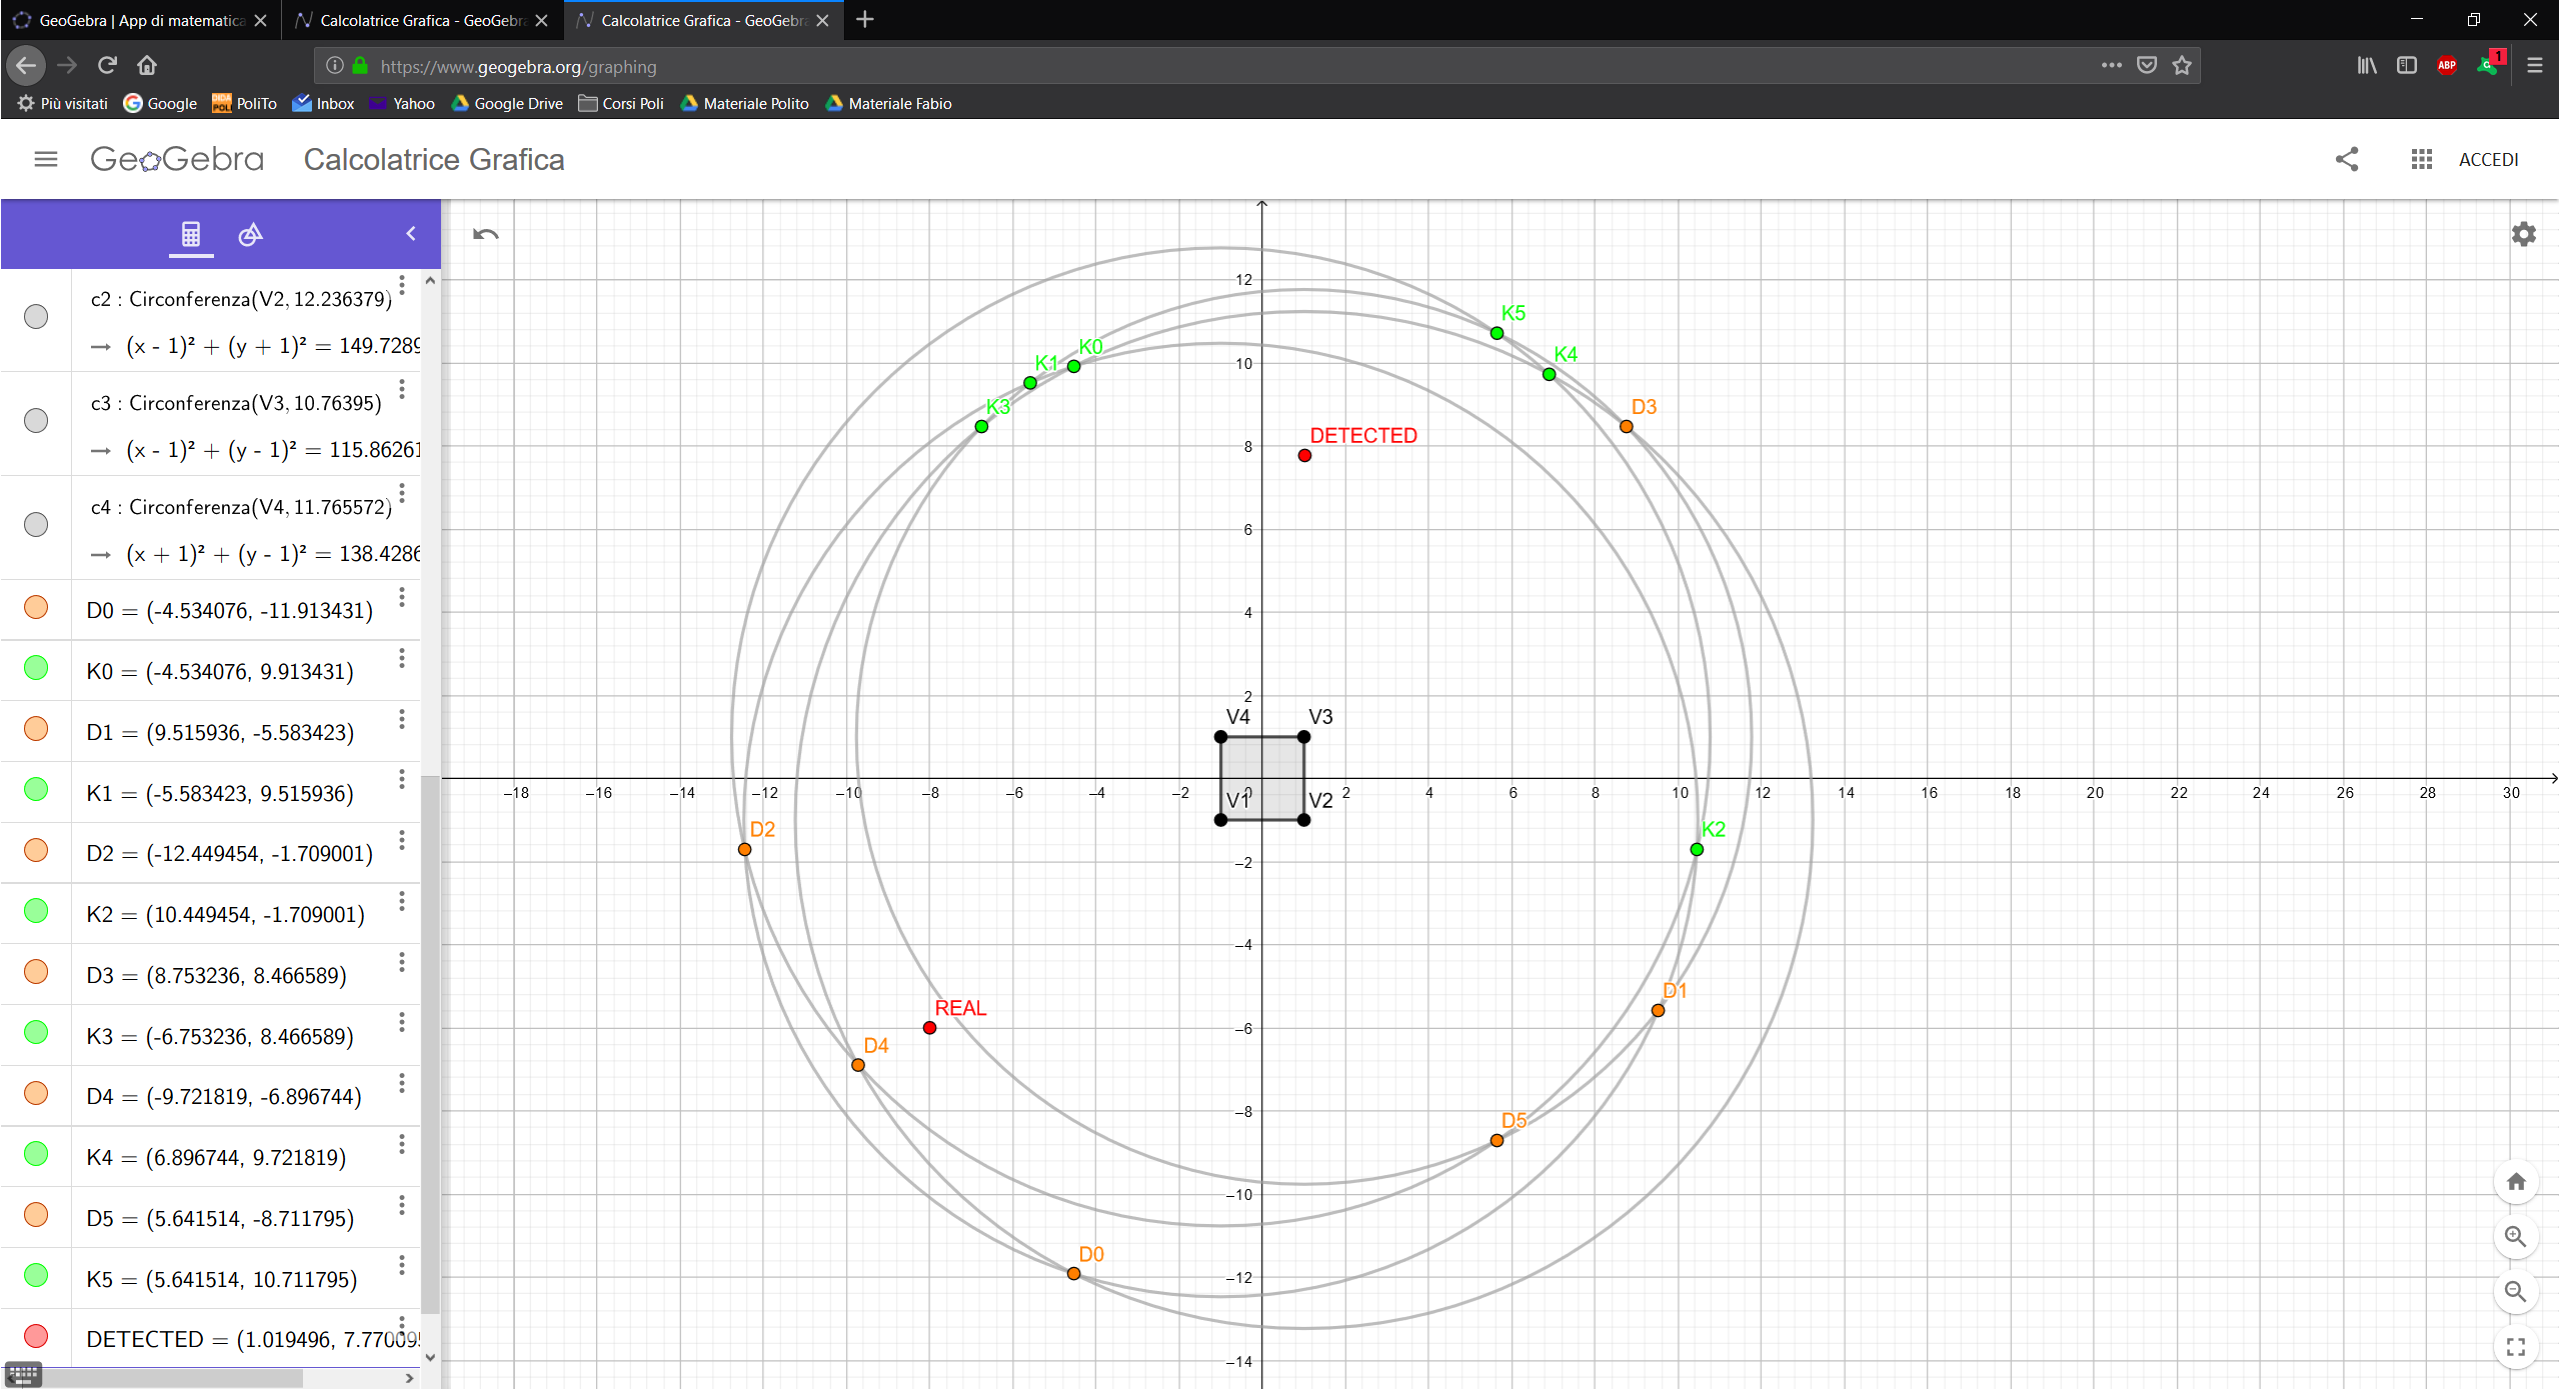 GeoGebra | App di matematica
Calcolatrice Grafica - GeoGebra
Calcolatrice Grafica - GeoGebra
https://www.geogebra.org/graphing
ABP
1
Più visitati Google PoliTo Inbox Yahoo Google Drive Corsi Poli Materiale Polito Materiale Fabio
GeoGebra Calcolatrice Grafica ACCEDI
c2 : Circonferenza(V2, 12.236379)
→ (x - 1)² + (y + 1)² = 149.7289
c3 : Circonferenza(V3, 10.76395)
→ (x - 1)² + (y - 1)² = 115.86261
c4 : Circonferenza(V4, 11.765572)
→ (x + 1)² + (y - 1)² = 138.4286
D0 = (-4.534076, -11.913431)
K0 = (-4.534076, 9.913431)
D1 = (9.515936, -5.583423)
K1 = (-5.583423, 9.515936)
D2 = (-12.449454, -1.709001)
K2 = (10.449454, -1.709001)
D3 = (8.753236, 8.466589)
K3 = (-6.753236, 8.466589)
D4 = (-9.721819, -6.896744)
K4 = (6.896744, 9.721819)
D5 = (5.641514, -8.711795)
K5 = (5.641514, 10.711795)
DETECTED = (1.019496, 7.770095
12
K5
K0
K4
K1
10
K3
D3
DETECTED
8
6
4
2
V4 V3
–18 –16 –14 –12 –10 –8 –6 –4 –2 0 2 4 6 8 10 12 14 16 18 20 22 24 26 28 30
V1 V2
D2
K2
–2
–4
D1
REAL
–6
D4
–8
D5
–10
D0
–12
–14